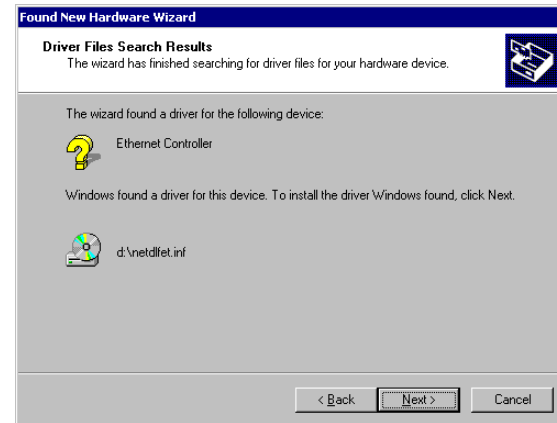 Found New Hardware Wizard
Driver Files Search Results
The wizard has finished searching for driver files for your hardware device.
The wizard found a driver for the following device:
Ethernet Controller
Windows found a driver for this device. To install the driver Windows found, click Next.
d:\netdlfet.inf
< Back Next > Cancel